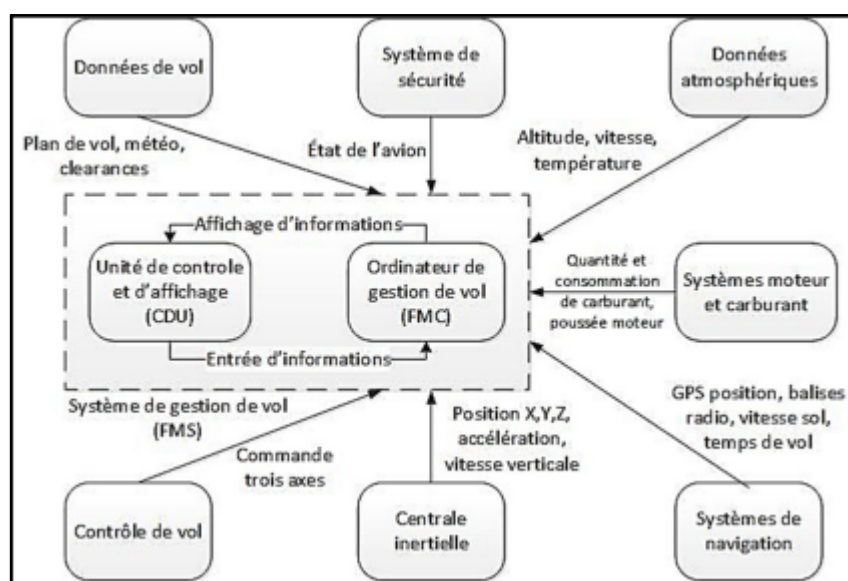 Données de vol
Système de
sécurité
Données
atmosphériques
Plan de vol, météo,
clearances
État de l'avion
Altitude, vitesse,
température
Affichage d'informations
Unité de controle
et d'affichage
(CDU)
Ordinateur de
gestion de vol
(FMC)
Quantité et
consommation
de carburant,
poussée moteur
Systèmes moteur
et carburant
Entrée d'informations
Système de gestion de vol
(FMS)
Commande
trois axes
Position X,Y,Z,
accélération,
vitesse verticale
GPS position, balises
radio, vitesse sol,
temps de vol
Contrôle de vol
Centrale
inertielle
Systèmes de
navigation